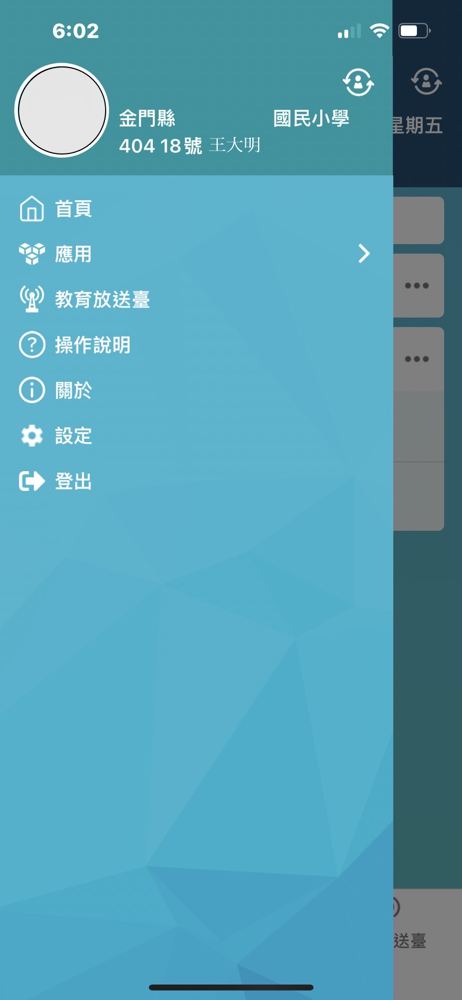 6:02
金門縣 國民小學
404 18號 王大明
星期五
首頁
應用
教育放送臺
操作說明
關於
設定
登出
送臺